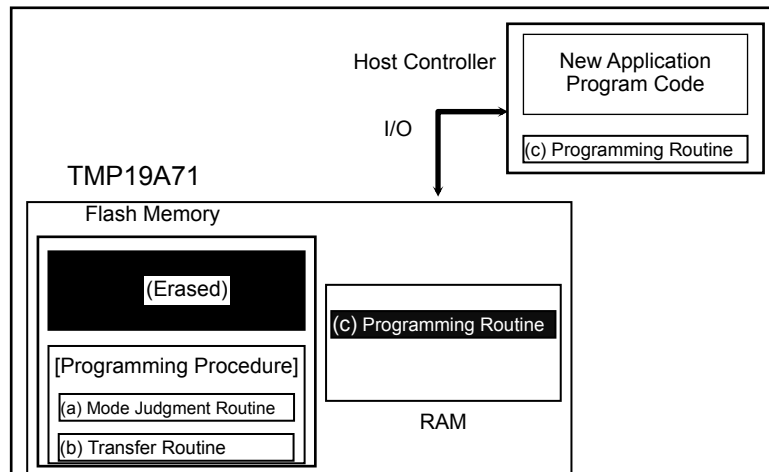 Host Controller
New Application
Program Code
I/O
(c) Programming Routine
TMP19A71
Flash Memory
(Erased)
(c) Programming Routine
[Programming Procedure]
(a) Mode Judgment Routine
(b) Transfer Routine
RAM